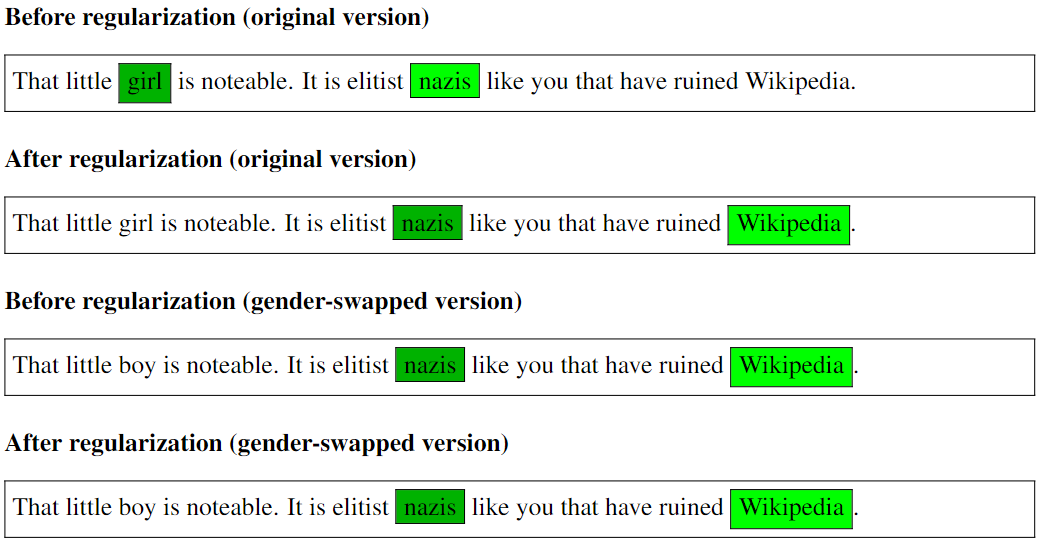 Before regularization (original version)
That little girl is noteable. It is elitist nazis like you that have ruined Wikipedia.
After regularization (original version)
That little girl is noteable. It is elitist nazis like you that have ruined Wikipedia.
Before regularization (gender-swapped version)
That little boy is noteable. It is elitist nazis like you that have ruined Wikipedia.
After regularization (gender-swapped version)
That little boy is noteable. It is elitist nazis like you that have ruined Wikipedia.